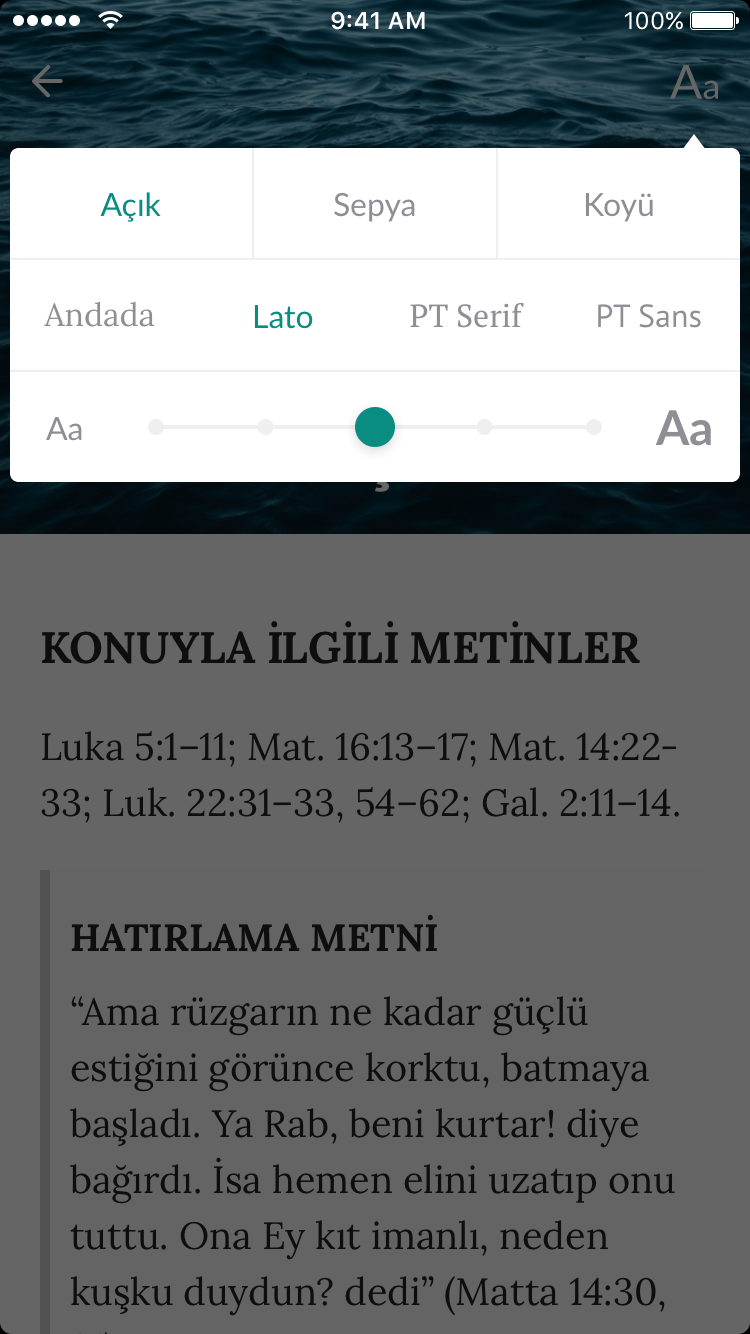 9:41 AM 100%
Aa
Açık Sepya Koyü
Andada Lato PT Serif PT Sans
Aa Aa
KONUYLA İLGİLİ METİNLER
Luka 5:1–11; Mat. 16:13–17; Mat. 14:22-
33; Luk. 22:31–33, 54–62; Gal. 2:11–14.
HATIRLAMA METNİ
“Ama rüzgarın ne kadar güçlü
estiğini görünce korktu, batmaya
başladı. Ya Rab, beni kurtar! diye
bağırdı. İsa hemen elini uzatıp onu
tuttu. Ona Ey kıt imanlı, neden
kuşku duydun? dedi” (Matta 14:30,